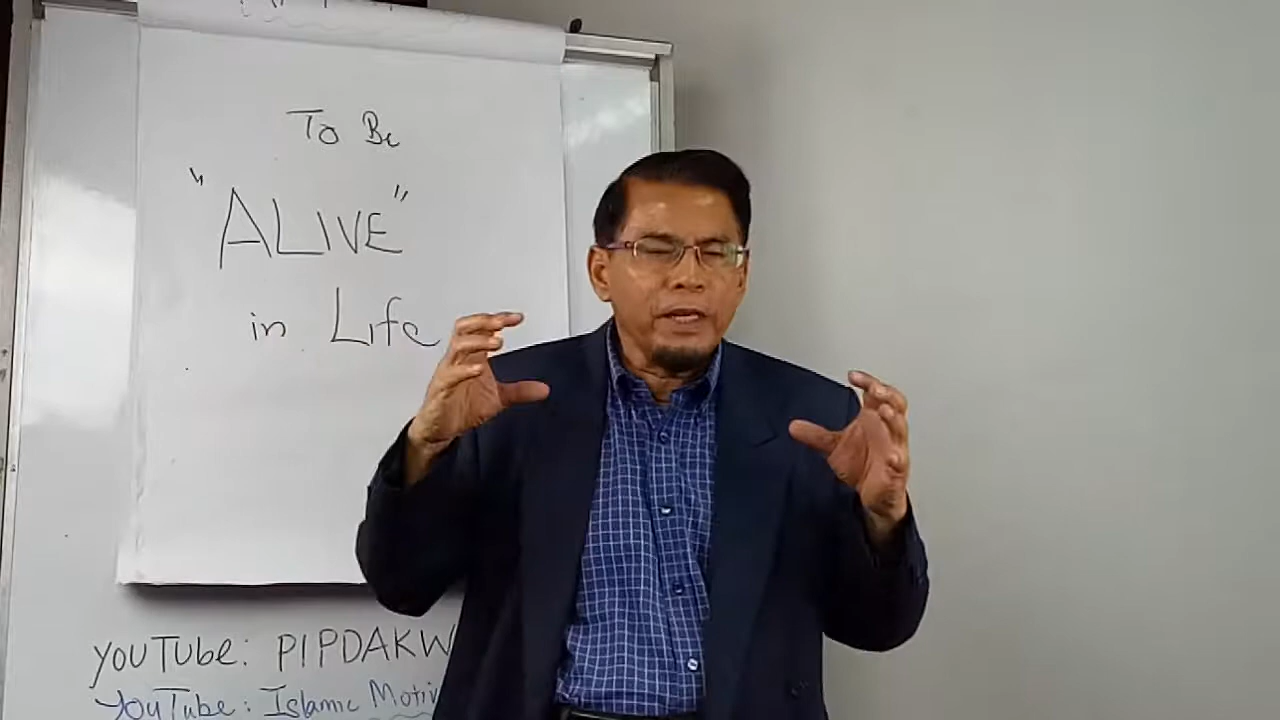 To Be
"ALIVE"
in Life
YOUTUBE: PIPDAKW
YouTube: Islamic Motiv